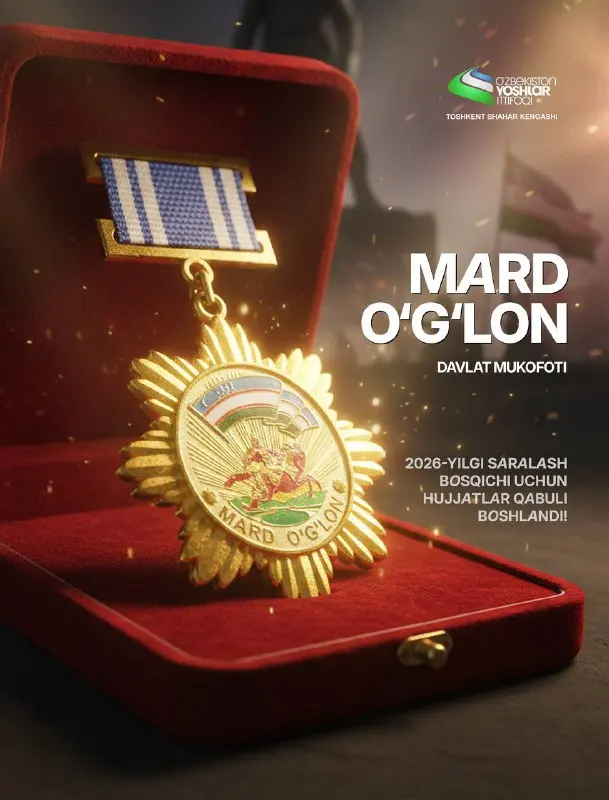 O'ZBEKISTON
YOSHLAR
ITTIFOQI
TOSHKENT SHAHAR KENGASHI
MARD
O‘G‘LON
DAVLAT MUKOFOTI
2026-YILGI SARALASH
BOSQICHI UCHUN
HUJJATLAR QABULI
BOSHLANDI!
MARD O‘G‘LON